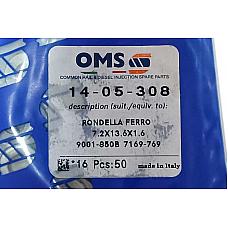 OMS
COMMON RAIL & DIESEL INJECTION SPARE PARTS
14-05-308
description (suit./equiv. to):
RONDELLA FERRO
7.2X13.6X1.6
9001-850B 7169-769
*16 Pcs:50
made in Italy